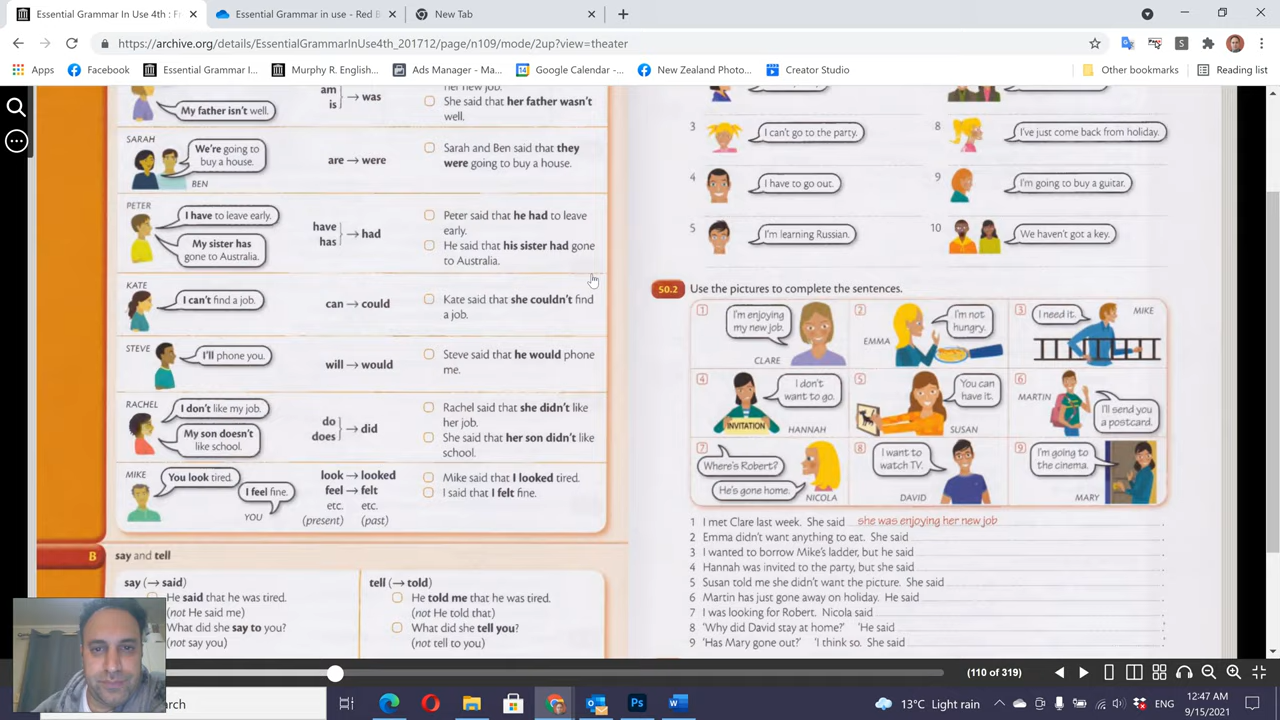 Essential Grammar In Use 4th : Fr
Essential Grammar in use - Red B
New Tab
https://archive.org/details/EssentialGrammarInUse4th_201712/page/n109/mode/2up?view=theater
Apps
Facebook
Essential Grammar I...
Murphy R. English...
Ads Manager - Ma...
Google Calendar -...
New Zealand Photo...
Creator Studio
Other bookmarks
Reading list
My father isn't well.
am
is
→ was
her new job.
She said that her father wasn't
well.
SARAH
We're going to
buy a house.
BEN
are → were
Sarah and Ben said that they
were going to buy a house.
PETER
I have to leave early.
My sister has
gone to Australia.
have
has
→ had
Peter said that he had to leave
early.
He said that his sister had gone
to Australia.
KATE
I can't find a job.
can → could
Kate said that she couldn't find
a job.
STEVE
I'll phone you.
will → would
Steve said that he would phone
me.
RACHEL
I don't like my job.
My son doesn't
like school.
do
does
→ did
Rachel said that she didn't like
her job.
She said that her son didn't like
school.
MIKE
You look tired.
I feel fine.
YOU
look → looked
feel → felt
etc. etc.
(present) (past)
Mike said that I looked tired.
I said that I felt fine.
B say and tell
say (→ said)
He said that he was tired.
(not He said me)
What did she say to you?
(not say you)
tell (→ told)
He told me that he was tired.
(not He told that)
What did she tell you?
(not tell to you)
3 I can't go to the party.
8 I've just come back from holiday.
4 I have to go out.
9 I'm going to buy a guitar.
5 I'm learning Russian.
10 We haven't got a key.
50.2 Use the pictures to complete the sentences.
1 I'm enjoying
my new job.
CLARE
2 I'm not
hungry.
EMMA
3 I need it.
MIKE
4 I don't
want to go.
INVITATION
HANNAH
5 You can
have it.
SUSAN
6 MARTIN
I'll send you
a postcard.
7 Where's Robert?
He's gone home.
NICOLA
8 I want to
watch TV.
DAVID
9 I'm going to
the cinema.
MARY
1 I met Clare last week. She said she was enjoying her new job .
2 Emma didn't want anything to eat. She said .
3 I wanted to borrow Mike's ladder, but he said .
4 Hannah was invited to the party, but she said .
5 Susan told me she didn't want the picture. She said .
6 Martin has just gone away on holiday. He said .
7 I was looking for Robert. Nicola said .
8 'Why did David stay at home?' 'He said .'
9 'Has Mary gone out?' 'I think so. She said .'
(110 of 319)
13°C Light rain
ENG
12:47 AM
9/15/2021